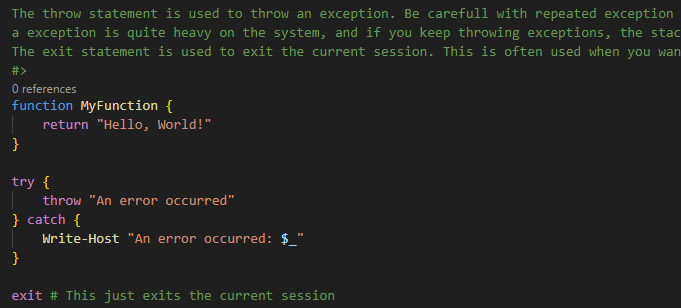 The throw statement is used to throw an exception. Be carefull with repeated exception
a exception is quite heavy on the system, and if you keep throwing exceptions, the stac
The exit statement is used to exit the current session. This is often used when you wan
#>
0 references
function MyFunction {
    return "Hello, World!"
}
try {
    throw "An error occurred"
} catch {
    Write-Host "An error occurred: $_"
}
exit # This just exits the current session